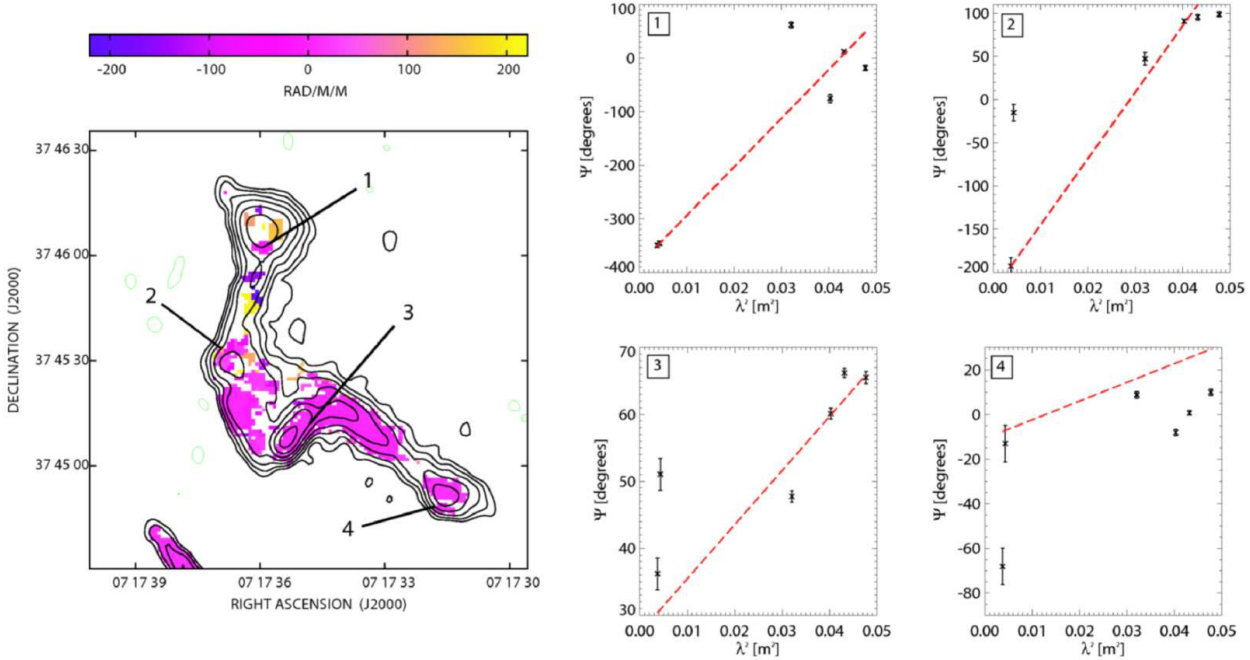 -200 -100 0 100 200
RAD/M/M
37 46 30
37 46 00
37 45 30
37 45 00
DECLINATION (J2000)
1
2
3
4
07 17 39 07 17 36 07 17 33 07 17 30
RIGHT ASCENSION (J2000)
1
100
0
-100
-200
-300
-400
Ψ [degrees]
0.00 0.01 0.02 0.03 0.04 0.05
λ² [m²]
2
100
50
0
-50
-100
-150
-200
Ψ [degrees]
0.00 0.01 0.02 0.03 0.04 0.05
λ² [m²]
3
70
60
50
40
30
Ψ [degrees]
0.00 0.01 0.02 0.03 0.04 0.05
λ² [m²]
4
20
0
-20
-40
-60
-80
Ψ [degrees]
0.00 0.01 0.02 0.03 0.04 0.05
λ² [m²]